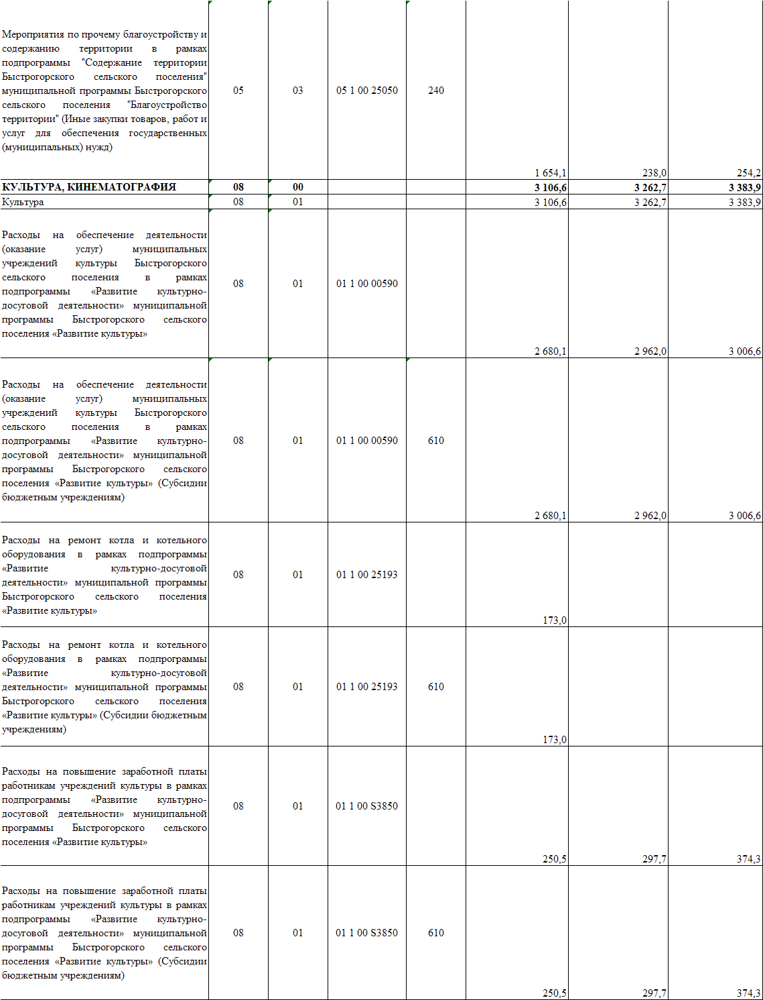 Мероприятия по прочему благоустройству и
содержанию территории в рамках
подпрограммы "Содержание территории
Быстрогорского сельского поселения"
муниципальной программы Быстрогорского
сельского поселения "Благоустройство
территории" (Иные закупки товаров, работ и
услуг для обеспечения государственных
(муниципальных) нужд)
05 03 05 1 00 25050 240
1 654,1 238,0 254,2
КУЛЬТУРА, КИНЕМАТОГРАФИЯ 08 00 3 106,6 3 262,7 3 383,9
Культура 08 01 3 106,6 3 262,7 3 383,9
Расходы на обеспечение деятельности
(оказание услуг) муниципальных
учреждений культуры Быстрогорского
сельского поселения в рамках
подпрограммы «Развитие культурно-
досуговой деятельности» муниципальной
программы Быстрогорского сельского
поселения «Развитие культуры»
08 01 01 1 00 00590
2 680,1 2 962,0 3 006,6
Расходы на обеспечение деятельности
(оказание услуг) муниципальных
учреждений культуры Быстрогорского
сельского поселения в рамках
подпрограммы «Развитие культурно-
досуговой деятельности» муниципальной
программы Быстрогорского сельского
поселения «Развитие культуры» (Субсидии
бюджетным учреждениям)
08 01 01 1 00 00590 610
2 680,1 2 962,0 3 006,6
Расходы на ремонт котла и котельного
оборудования в рамках подпрограммы
«Развитие культурно-досуговой
деятельности» муниципальной программы
Быстрогорского сельского поселения
«Развитие культуры»
08 01 01 1 00 25193
173,0
Расходы на ремонт котла и котельного
оборудования в рамках подпрограммы
«Развитие культурно-досуговой
деятельности» муниципальной программы
Быстрогорского сельского поселения
«Развитие культуры» (Субсидии бюджетным
учреждениям)
08 01 01 1 00 25193 610
173,0
Расходы на повышение заработной платы
работникам учреждений культуры в рамках
подпрограммы «Развитие культурно-
досуговой деятельности» муниципальной
программы Быстрогорского сельского
поселения «Развитие культуры»
08 01 01 1 00 S3850
250,5 297,7 374,3
Расходы на повышение заработной платы
работникам учреждений культуры в рамках
подпрограммы «Развитие культурно-
досуговой деятельности» муниципальной
программы Быстрогорского сельского
поселения «Развитие культуры» (Субсидии
бюджетным учреждениям)
08 01 01 1 00 S3850 610
250,5 297,7 374,3